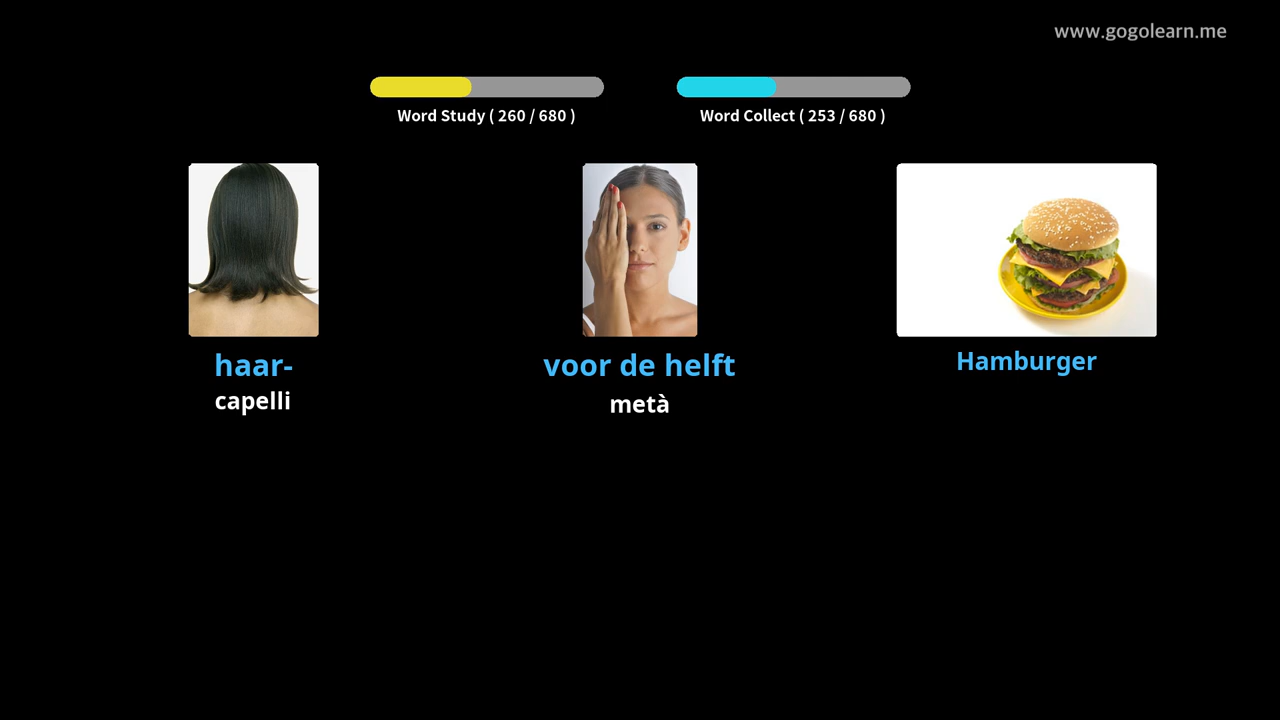 www.gogolearn.me
Word Study ( 260 / 680 )
Word Collect ( 253 / 680 )
haar-
capelli
voor de helft
metà
Hamburger